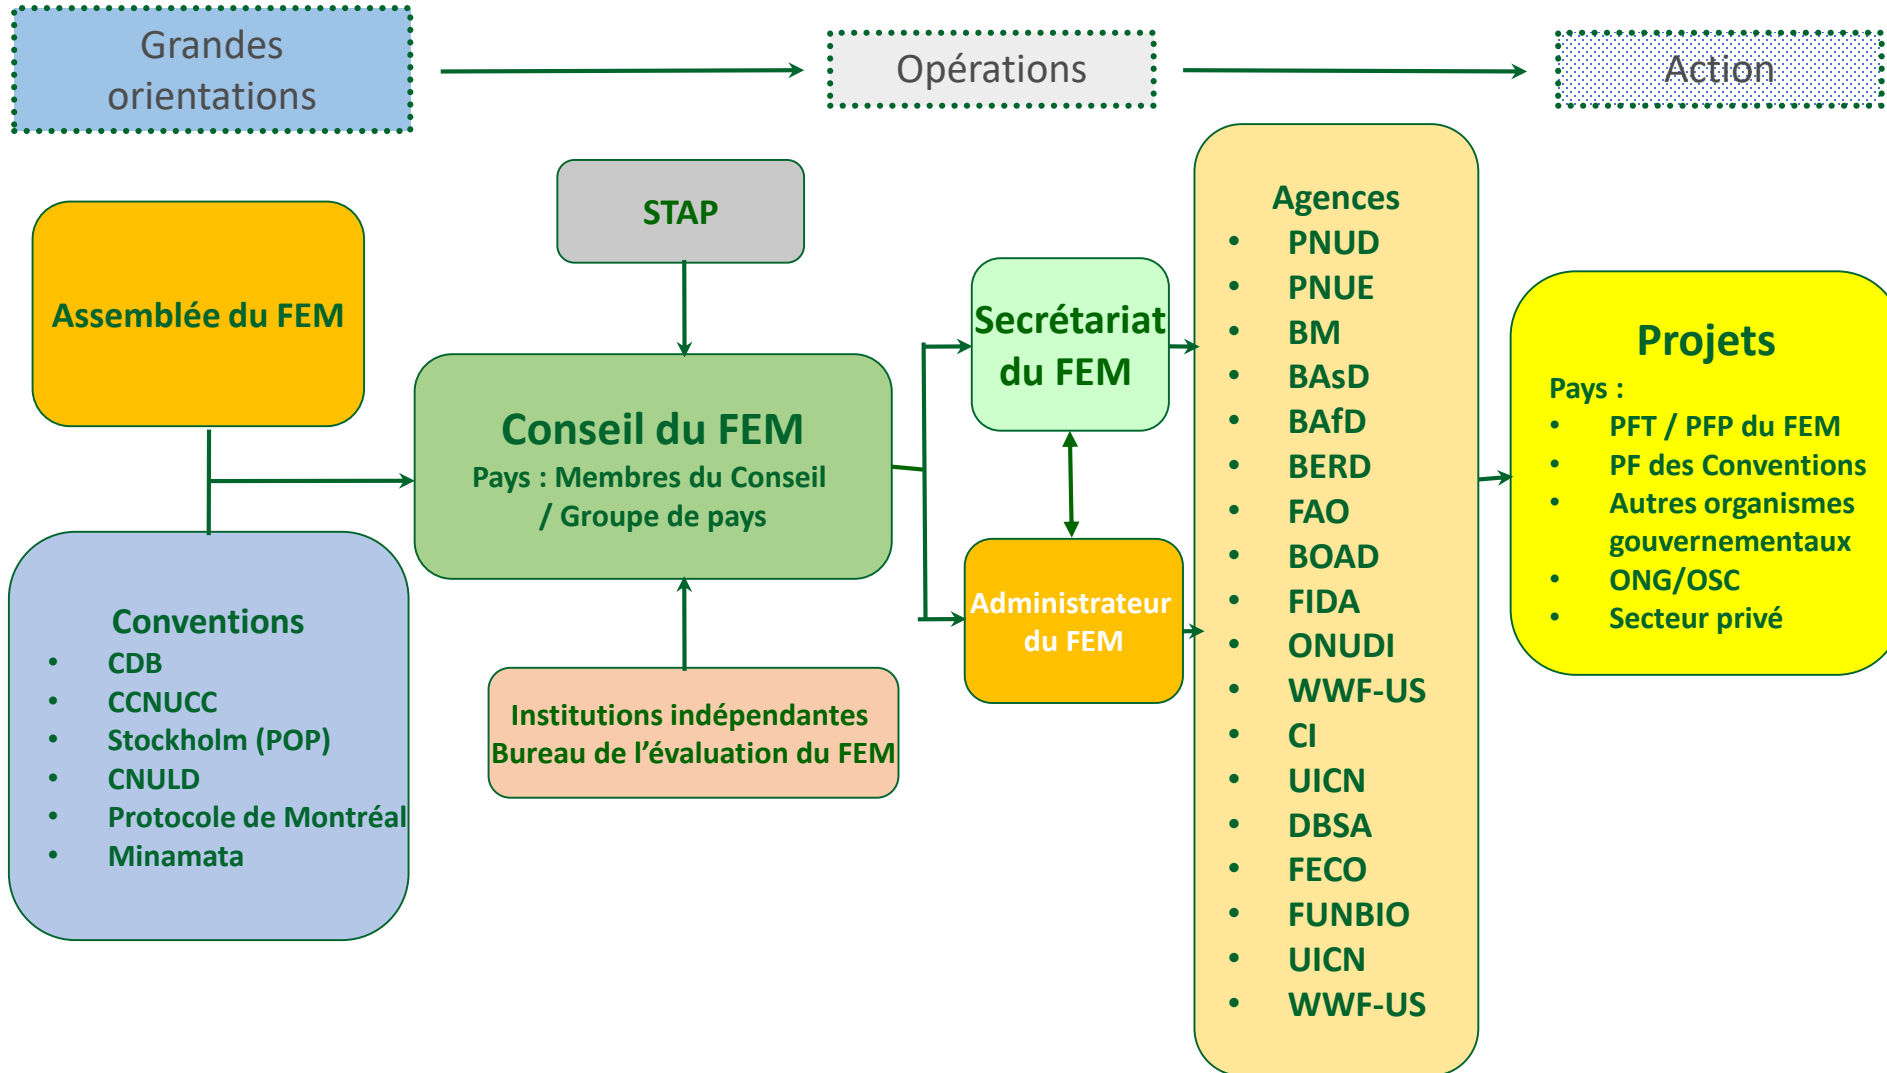 Grandes
orientations
Opérations
Action
Assemblée du FEM
Conventions
• CDB
• CCNUCC
• Stockholm (POP)
• CNULD
• Protocole de Montréal
• Minamata
STAP
Conseil du FEM
Pays : Membres du Conseil
/ Groupe de pays
Institutions indépendantes
Bureau de l’évaluation du FEM
Secrétariat
du FEM
Administrateur
du FEM
Agences
• PNUD
• PNUE
• BM
• BAsD
• BAfD
• BERD
• FAO
• BOAD
• FIDA
• ONUDI
• WWF-US
• CI
• UICN
• DBSA
• FECO
• FUNBIO
• UICN
• WWF-US
Projets
Pays :
• PFT / PFP du FEM
• PF des Conventions
• Autres organismes
gouvernementaux
• ONG/OSC
• Secteur privé